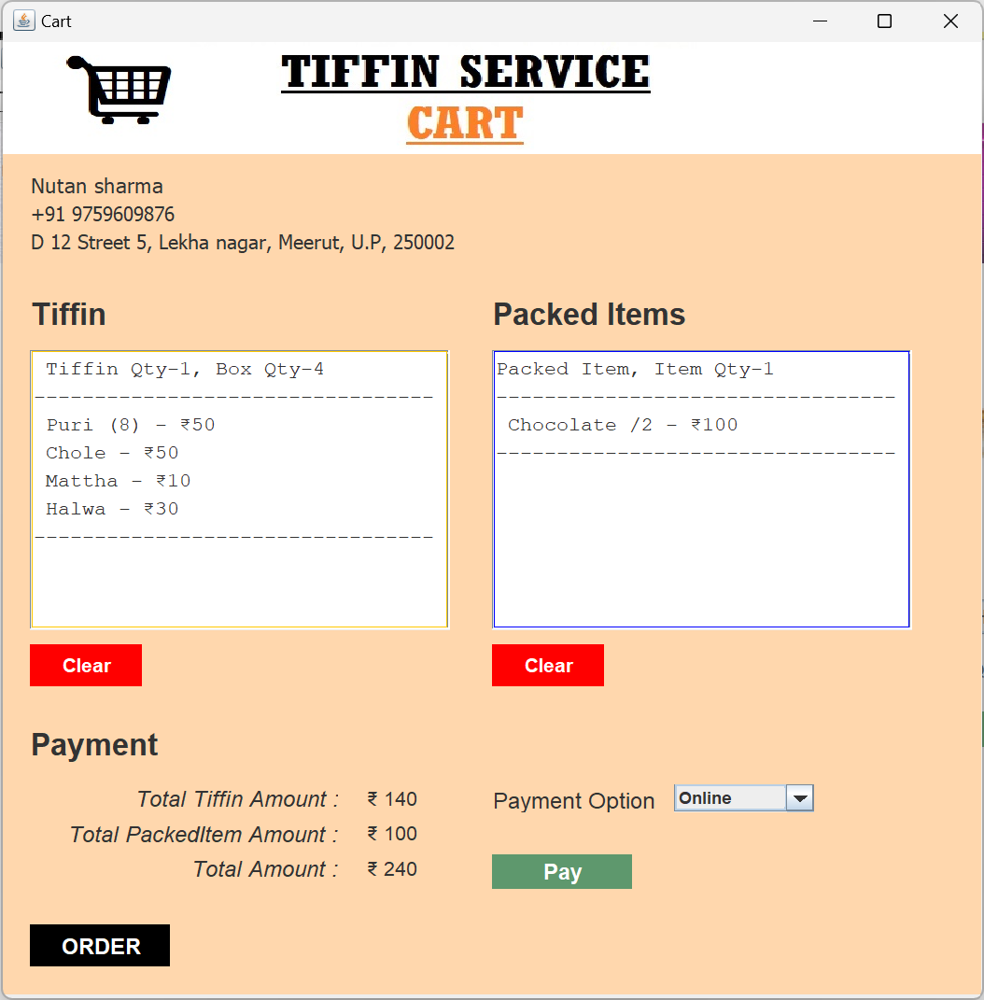 Cart
TIFFIN SERVICE
CART
Nutan sharma
+91 9759609876
D 12 Street 5, Lekha nagar, Meerut, U.P, 250002
Tiffin
Tiffin Qty-1, Box Qty-4
---------------------------------
Puri (8) - ₹50
Chole - ₹50
Mattha - ₹10
Halwa - ₹30
---------------------------------
Clear
Packed Items
Packed Item, Item Qty-1
---------------------------------
Chocolate /2 - ₹100
---------------------------------
Clear
Payment
Total Tiffin Amount : ₹ 140
Total PackedItem Amount : ₹ 100
Total Amount : ₹ 240
Payment Option Online
Pay
ORDER